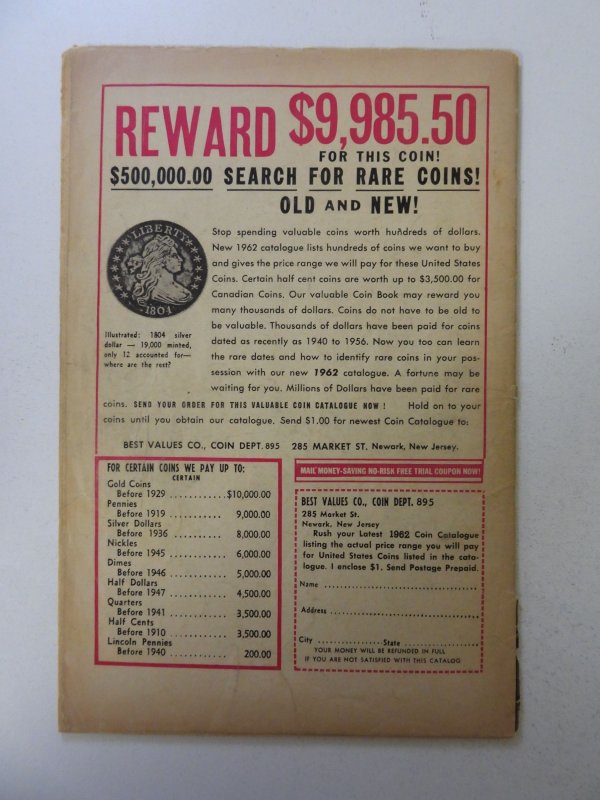 REWARD $9,985.50
FOR THIS COIN!
$500,000.00 SEARCH FOR RARE COINS!
OLD AND NEW!
LIBERTY
1804
Stop spending valuable coins worth hundreds of dollars.
New 1962 catalogue lists hundreds of coins we want to buy
and gives the price range we will pay for these United States
Coins. Certain half cent coins are worth up to $3,500.00 for
Canadian Coins. Our valuable Coin Book may reward you
many thousands of dollars. Coins do not have to be old to
be valuable. Thousands of dollars have been paid for coins
dated as recently as 1940 to 1956. Now you too can learn
the rare dates and how to identify rare coins in your pos-
session with our new 1962 catalogue. A fortune may be
waiting for you. Millions of Dollars have been paid for rare
coins. SEND YOUR ORDER FOR THIS VALUABLE COIN CATALOGUE NOW ! Hold on to your
coins until you obtain our catalogue. Send $1.00 for newest Coin Catalogue to:
Illustrated: 1804 silver
dollar — 19,000 minted,
only 12 accounted for—
where are the rest?
BEST VALUES CO., COIN DEPT. 895 285 MARKET ST. Newark, New Jersey.
FOR CERTAIN COINS WE PAY UP TO:
CERTAIN
Gold Coins
Before 1929 ............$10,000.00
Pennies
Before 1919 ............ 9,000.00
Silver Dollars
Before 1936 ............ 8,000.00
Nickles
Before 1945 ............ 6,000.00
Dimes
Before 1946 ............ 5,000.00
Half Dollars
Before 1947 ............ 4,500.00
Quarters
Before 1941 ............ 3,500.00
Half Cents
Before 1910 ............ 3,500.00
Lincoln Pennies
Before 1940 ............ 200.00
MAIL MONEY-SAVING NO-RISK FREE TRIAL COUPON NOW!
BEST VALUES CO., COIN DEPT. 895
285 Market St.
Newark, New Jersey
Rush your Latest 1962 Coin Catalogue
listing the actual price range you will pay
for United States Coins listed in the cata-
logue. I enclose $1. Send Postage Prepaid.
Name ........................................
Address ........................................
City .................. State ....................
YOUR MONEY WILL BE REFUNDED IN FULL
IF YOU ARE NOT SATISFIED WITH THIS CATALOG